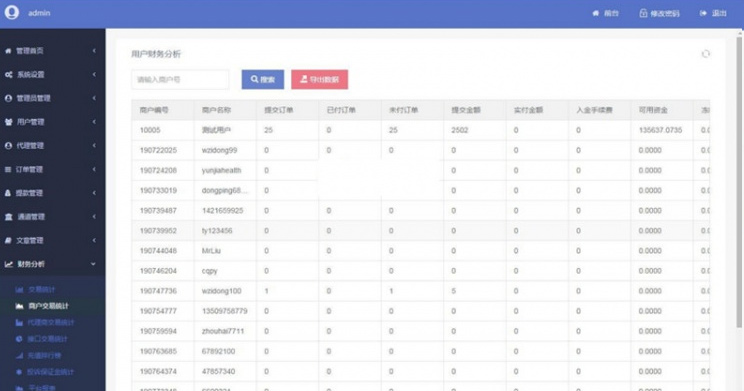 admin 前台 修改密码 退出
管理首页
系统设置
管理员管理
用户管理
代理管理
订单管理
提款管理
通道管理
文章管理
财务分析
交易统计
商户交易统计
代理商交易统计
接口交易统计
充值排行榜
投诉保证金统计
平台报表
用户财务分析
请输入商户号 搜索 导出数据
商户编号 商户名称 提交订单 已付订单 未付订单 提交金额 实付金额 入金手续费 可用资金 冻
10005 测试用户 25 0 25 2502 0 0 135637.0735 0.0
190722025 wzidong99 0 0 0 0 0 0 0.0000 0.0
190724208 yunjiaheath 0 0 0 0 0.0000 0.0
190733019 dongping68... 0 0 0 0 0.0000 0.0
190739487 1421659925 0 0 0 0 0 0 0.0000 0.0
190739952 ty123456 0 0 0 0 0 0 0.0000 0.0
190744048 MrLiu 0 0 0 0 0 0 0.0000 0.0
190746204 cqpy 0 0 0 0 0 0 0.0000 0.0
190747736 wzidong100 1 0 1 5 0 0 0.0000 0.0
190754777 13509758779 0 0 0 0 0 0 0.0000 0.0
190759594 zhouhai7711 0 0 0 0 0 0 0.0000 0.0
190763685 67892100 0 0 0 0 0 0 0.0000 0.0
190764374 47857340 0 0 0 0 0 0 0.0000 0.0